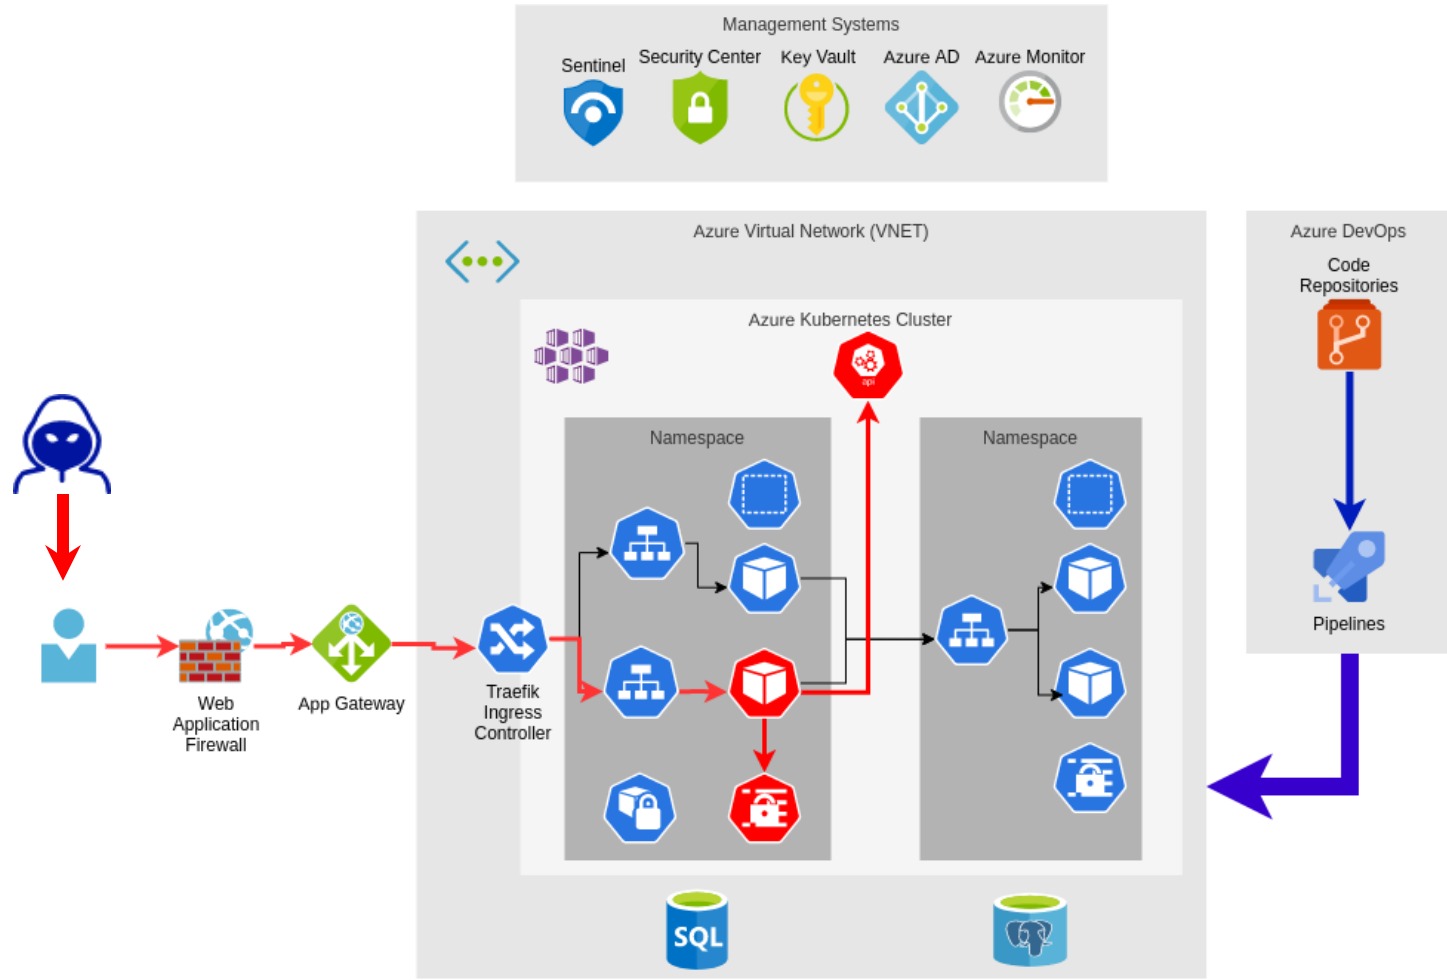 Management Systems
Sentinel
Security Center
Key Vault
Azure AD
Azure Monitor
Azure Virtual Network (VNET)
Azure DevOps
Code
Repositories
Azure Kubernetes Cluster
api
Namespace
Namespace
Pipelines
Web
Application
Firewall
App Gateway
Traefik
Ingress
Controller
SQL